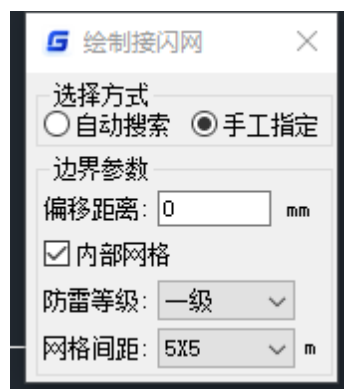 绘制接闪网
选择方式
自动搜索 手工指定
边界参数
偏移距离: 0 mm
内部网格
防雷等级: 一级
网格间距: 5X5 m